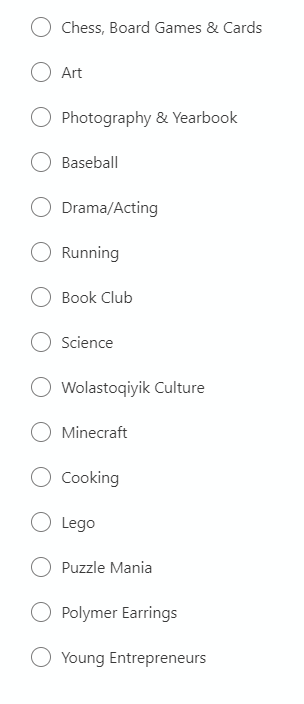 Chess, Board Games & Cards
Art
Photography & Yearbook
Baseball
Drama/Acting
Running
Book Club
Science
Wolastoqiyik Culture
Minecraft
Cooking
Lego
Puzzle Mania
Polymer Earrings
Young Entrepreneurs